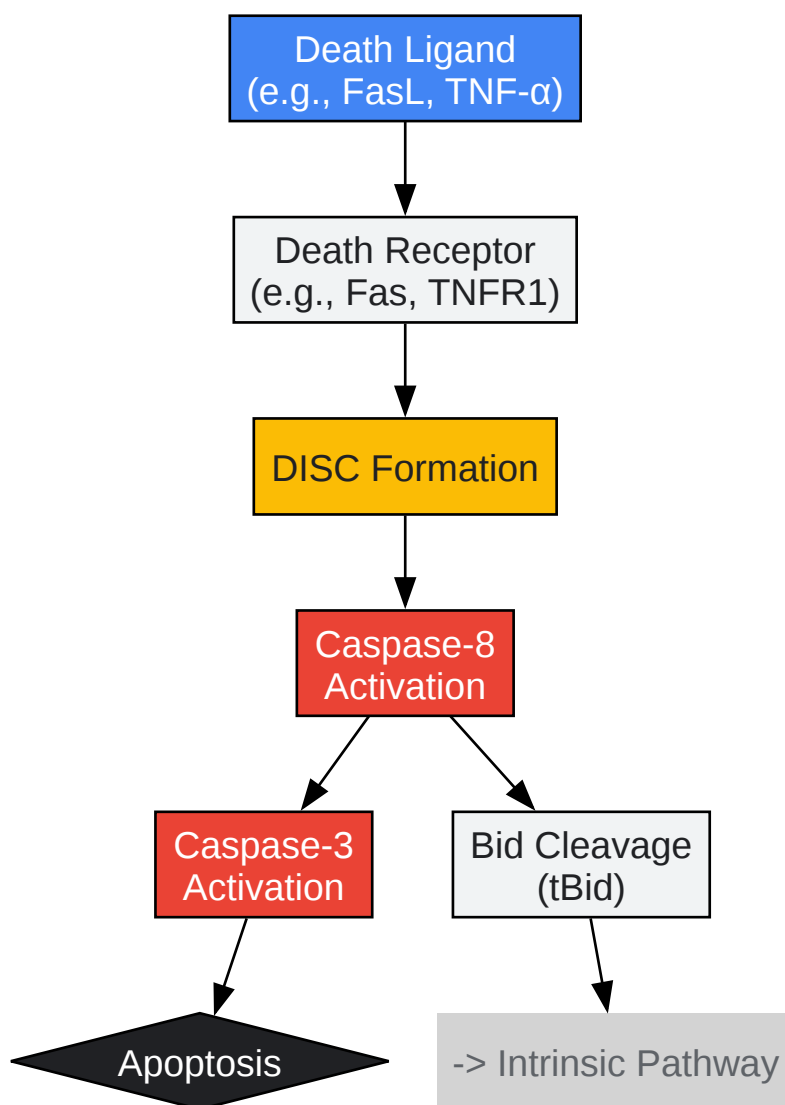 Death Ligand
(e.g., FasL, TNF-α)
Death Receptor
(e.g., Fas, TNFR1)
DISC Formation
Caspase-8
Activation
Caspase-3
Activation
Bid Cleavage
(tBid)
Apoptosis
-> Intrinsic Pathway